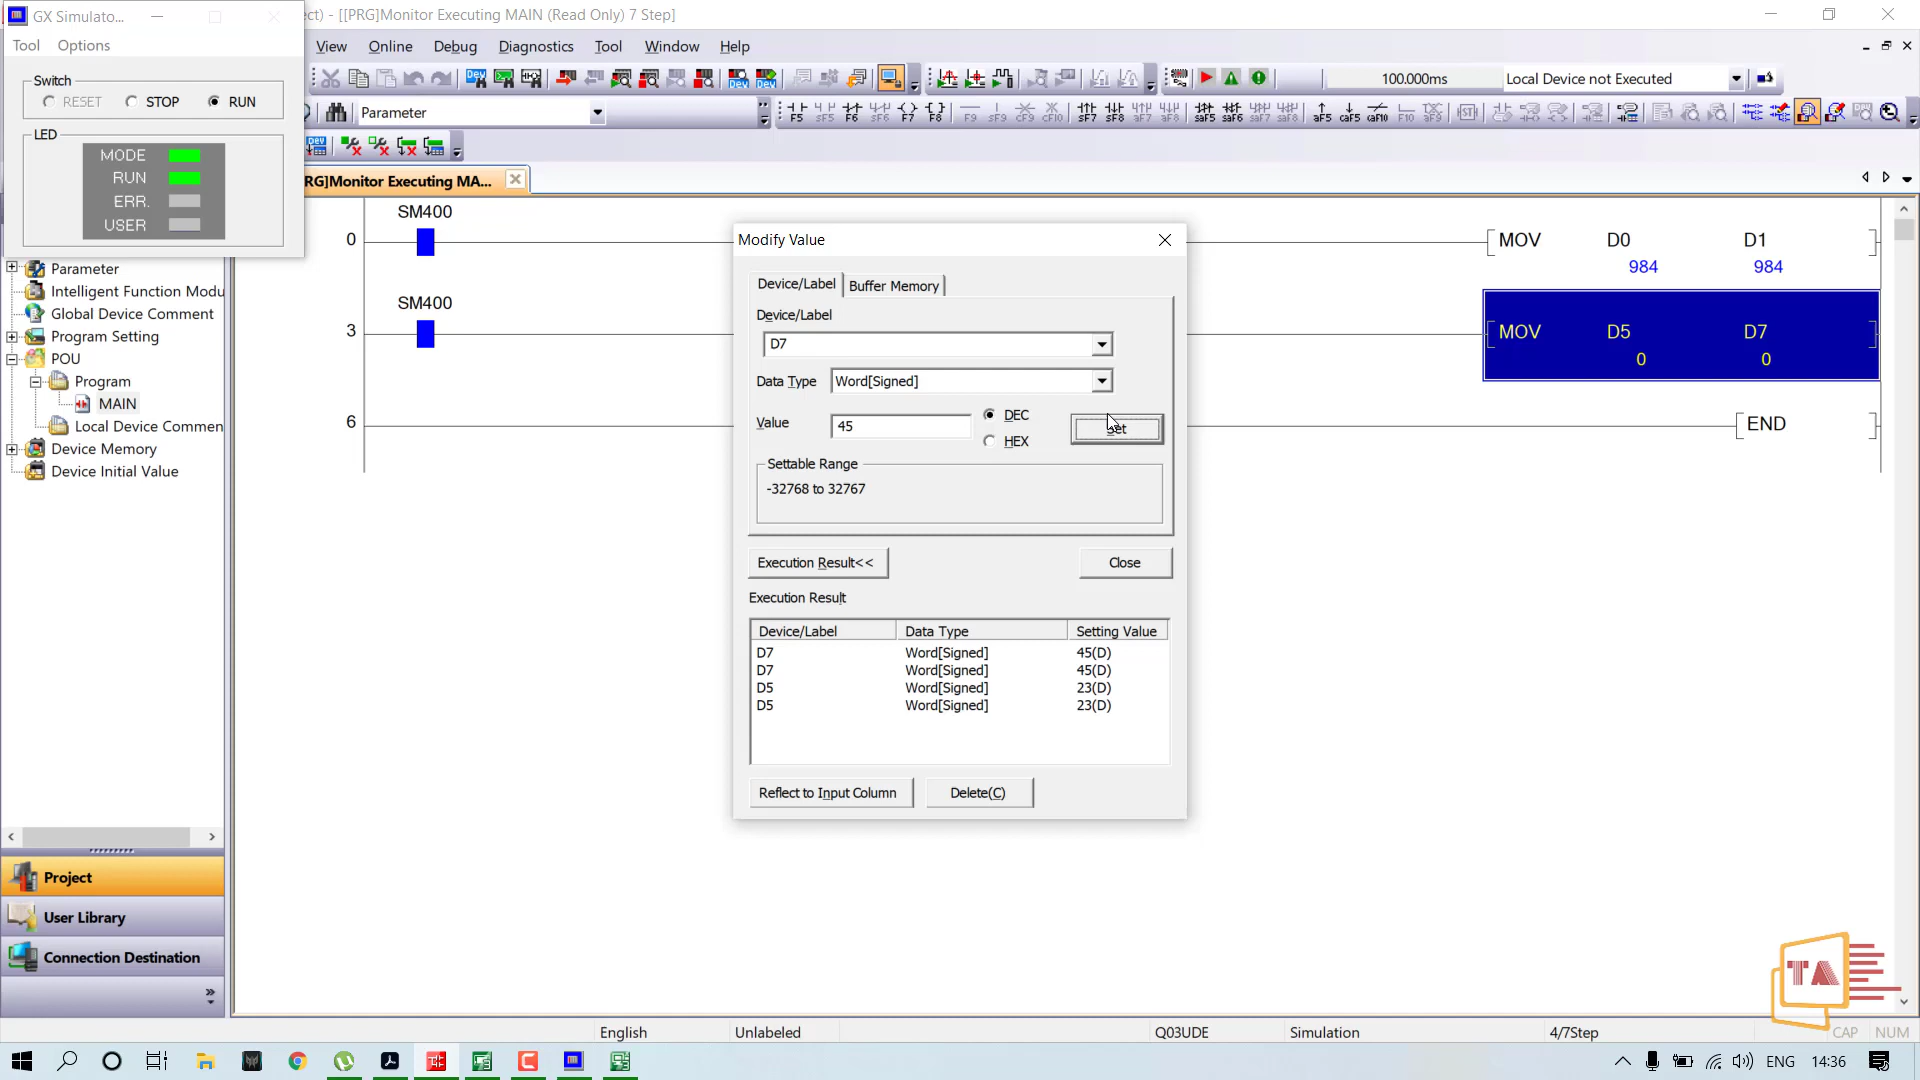 GX Simulato...
ct) - [[PRG]Monitor Executing MAIN (Read Only) 7 Step]
Tool Options
View Online Debug Diagnostics Tool Window Help
Switch
RESET STOP RUN
100.000ms Local Device not Executed
Parameter
LED
MODE
RUN
ERR.
USER
RG]Monitor Executing MA...
Parameter
Intelligent Function Modu
Global Device Comment
Program Setting
POU
Program
MAIN
Local Device Commen
Device Memory
Device Initial Value
SM400
0 MOV D0 D1
984 984
SM400
3 MOV D5 D7
0 0
6 END
Modify Value
Device/Label Buffer Memory
Device/Label
D7
Data Type Word[Signed]
Value 45 DEC
HEX
Set
Settable Range
-32768 to 32767
Execution Result<< Close
Execution Result
Device/Label Data Type Setting Value
D7 Word[Signed] 45(D)
D7 Word[Signed] 45(D)
D5 Word[Signed] 23(D)
D5 Word[Signed] 23(D)
Reflect to Input Column Delete(C)
Project
User Library
Connection Destination
TA
English Unlabeled Q03UDE Simulation 4/7Step CAP NUM
ENG 14:36